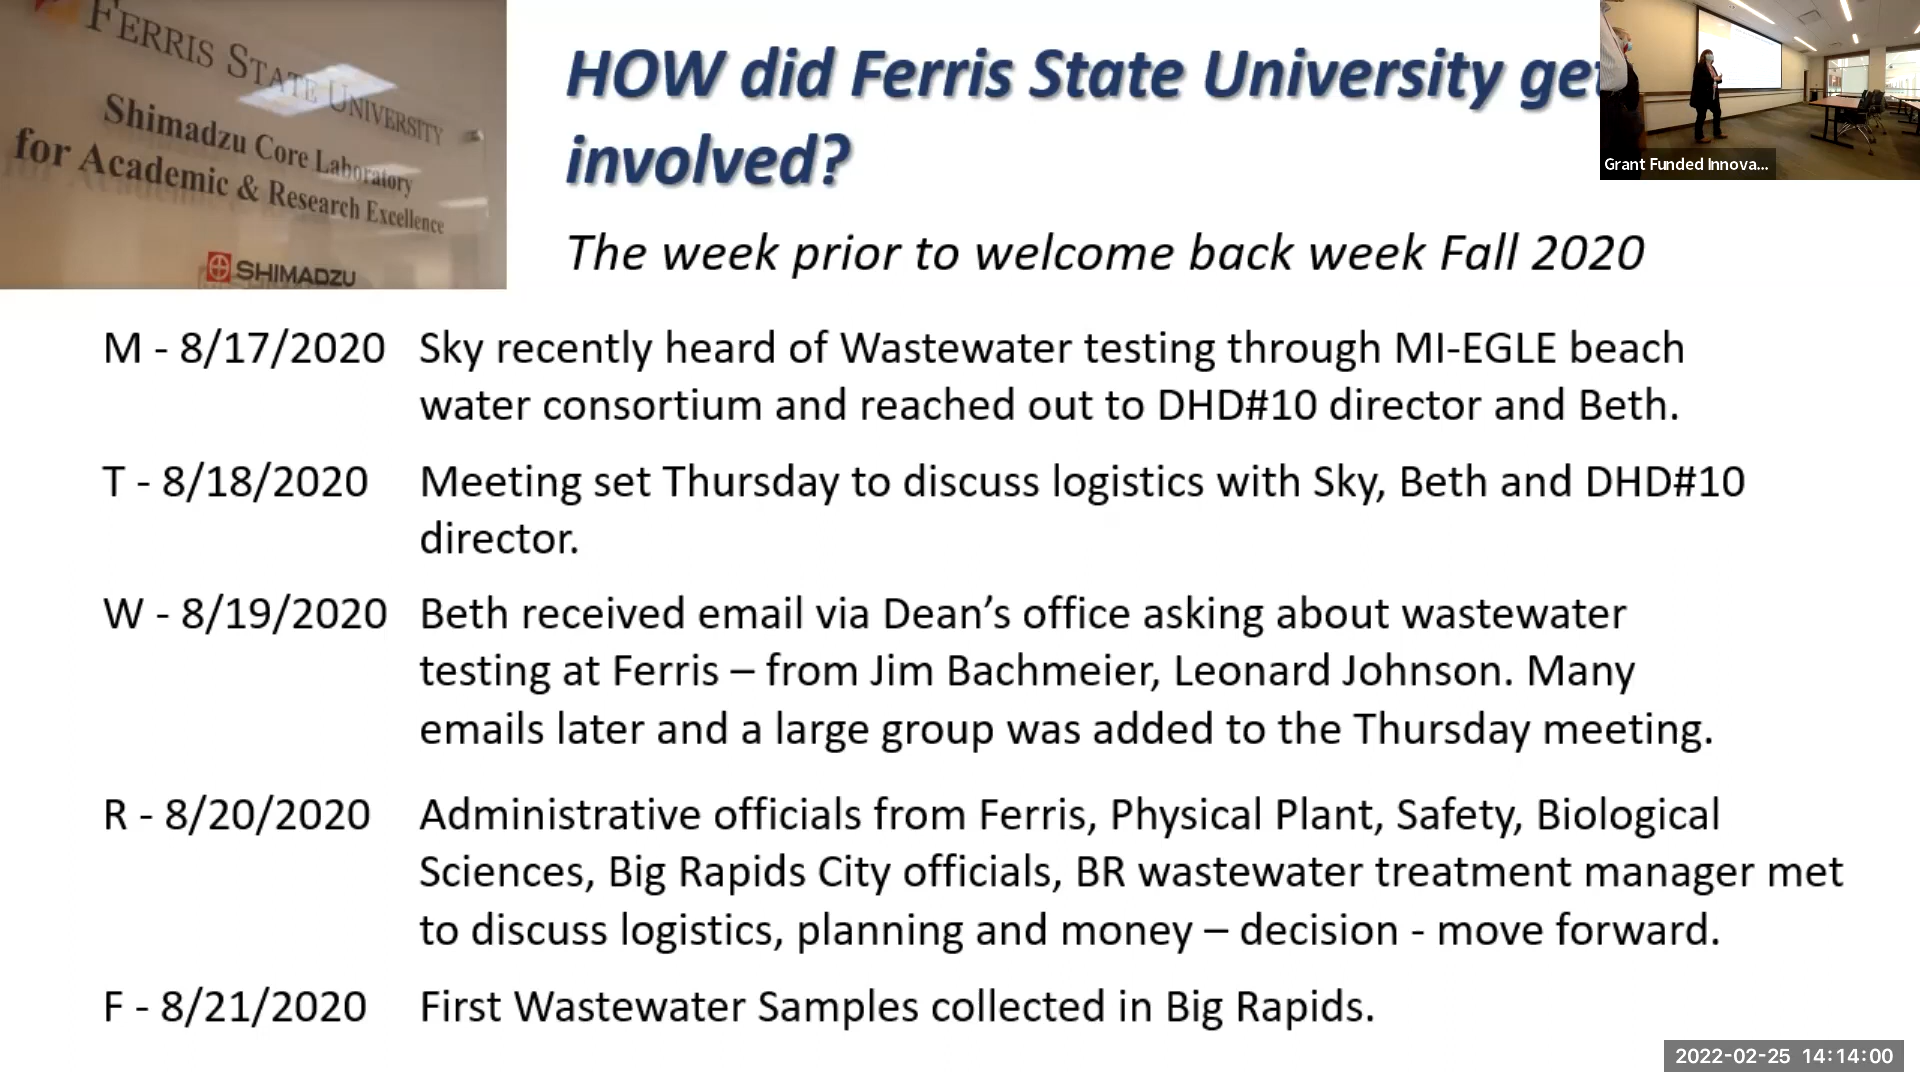 FERRIS STATE UNIVERSITY
Shimadzu Core Laboratory
for Academic & Research Excellence
SHIMADZU
HOW did Ferris State University get
involved?
The week prior to welcome back week Fall 2020
Grant Funded Innova...
M - 8/17/2020 Sky recently heard of Wastewater testing through MI-EGLE beach
water consortium and reached out to DHD#10 director and Beth.
T - 8/18/2020 Meeting set Thursday to discuss logistics with Sky, Beth and DHD#10
director.
W - 8/19/2020 Beth received email via Dean’s office asking about wastewater
testing at Ferris – from Jim Bachmeier, Leonard Johnson. Many
emails later and a large group was added to the Thursday meeting.
R - 8/20/2020 Administrative officials from Ferris, Physical Plant, Safety, Biological
Sciences, Big Rapids City officials, BR wastewater treatment manager met
to discuss logistics, planning and money – decision - move forward.
F - 8/21/2020 First Wastewater Samples collected in Big Rapids.
2022-02-25 14:14:00